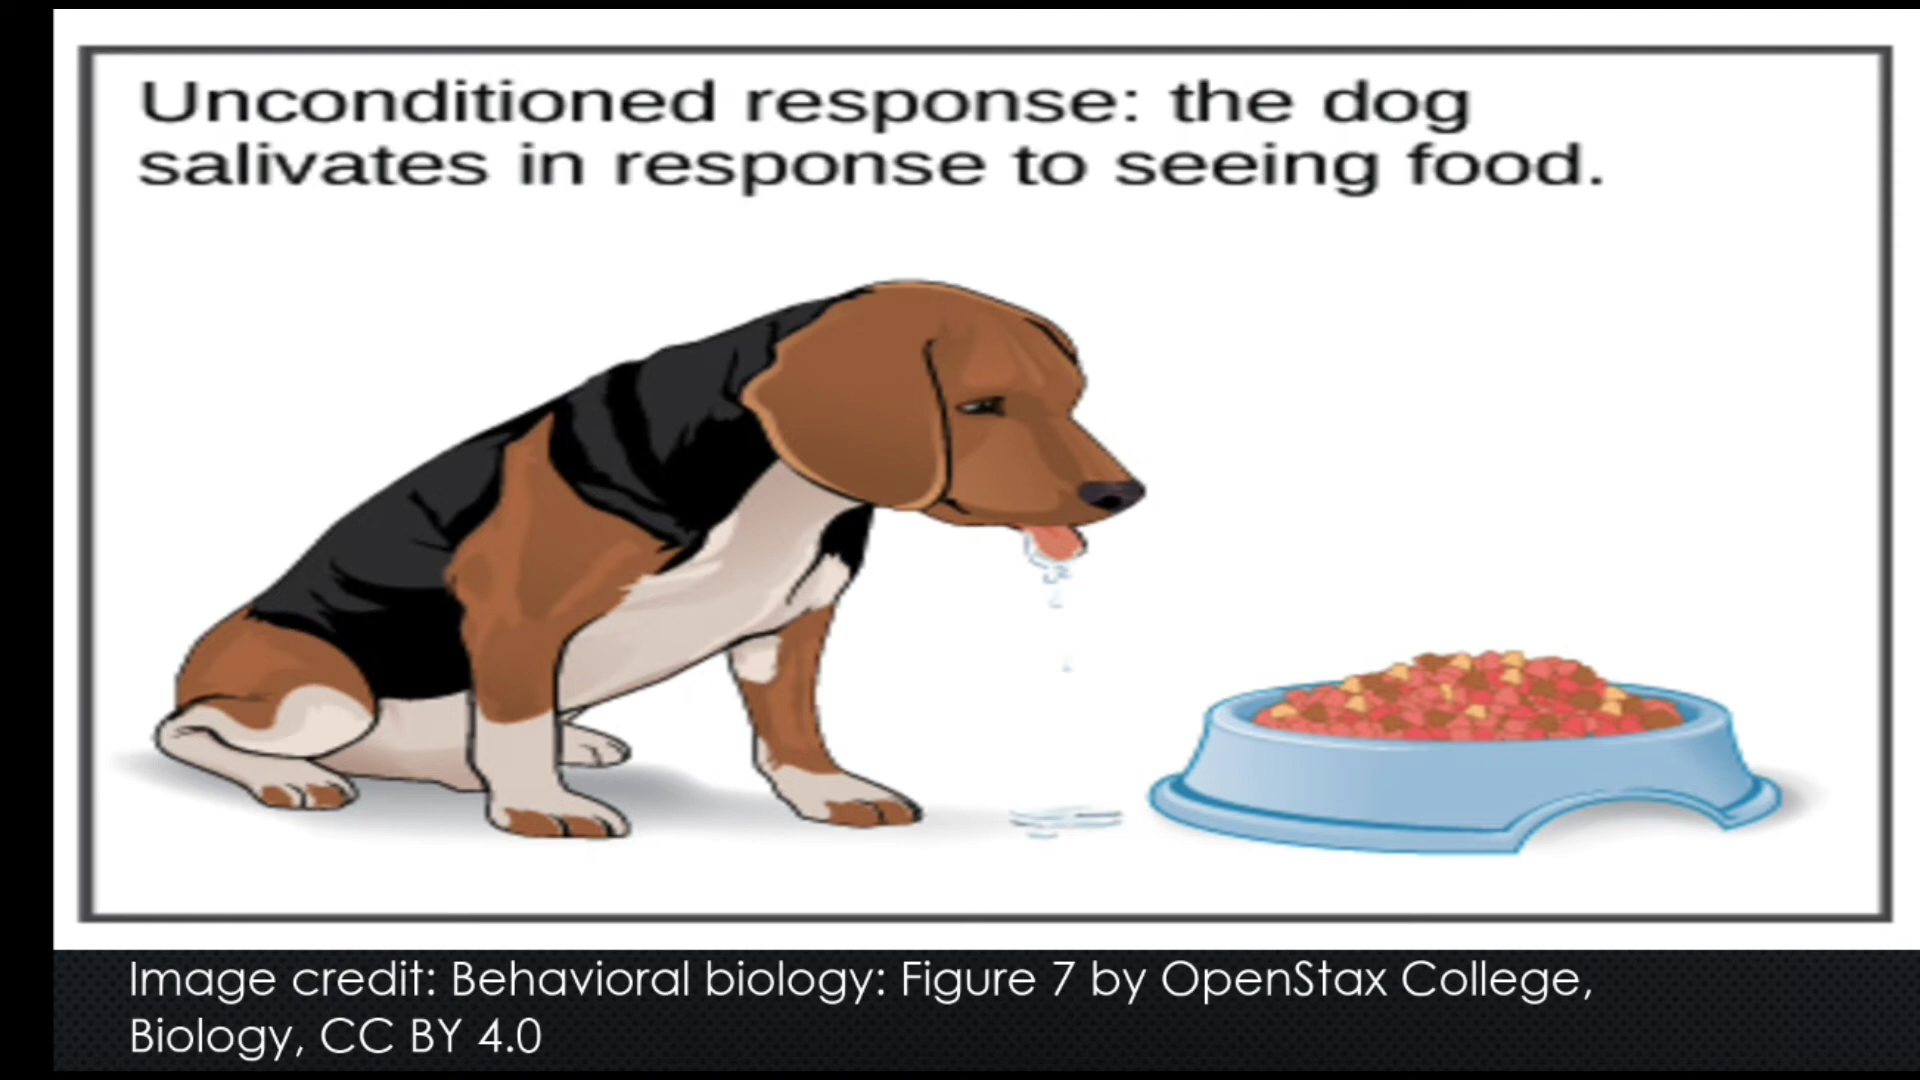 Unconditioned response: the dog
salivates in response to seeing food.
Image credit: Behavioral biology: Figure 7 by OpenStax College,
Biology, CC BY 4.0